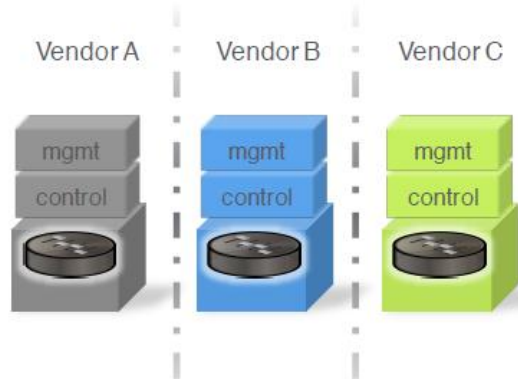 Vendor A
Vendor B
Vendor C
mgmt
mgmt
mgmt
control
control
control